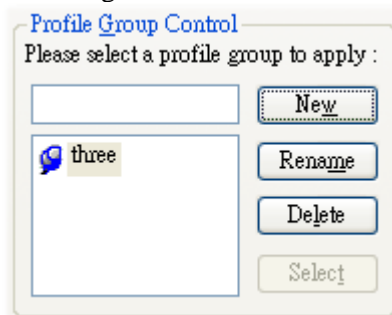 Profile Group Control
Please select a profile group to apply :
New
three
Rename
Delete
Select